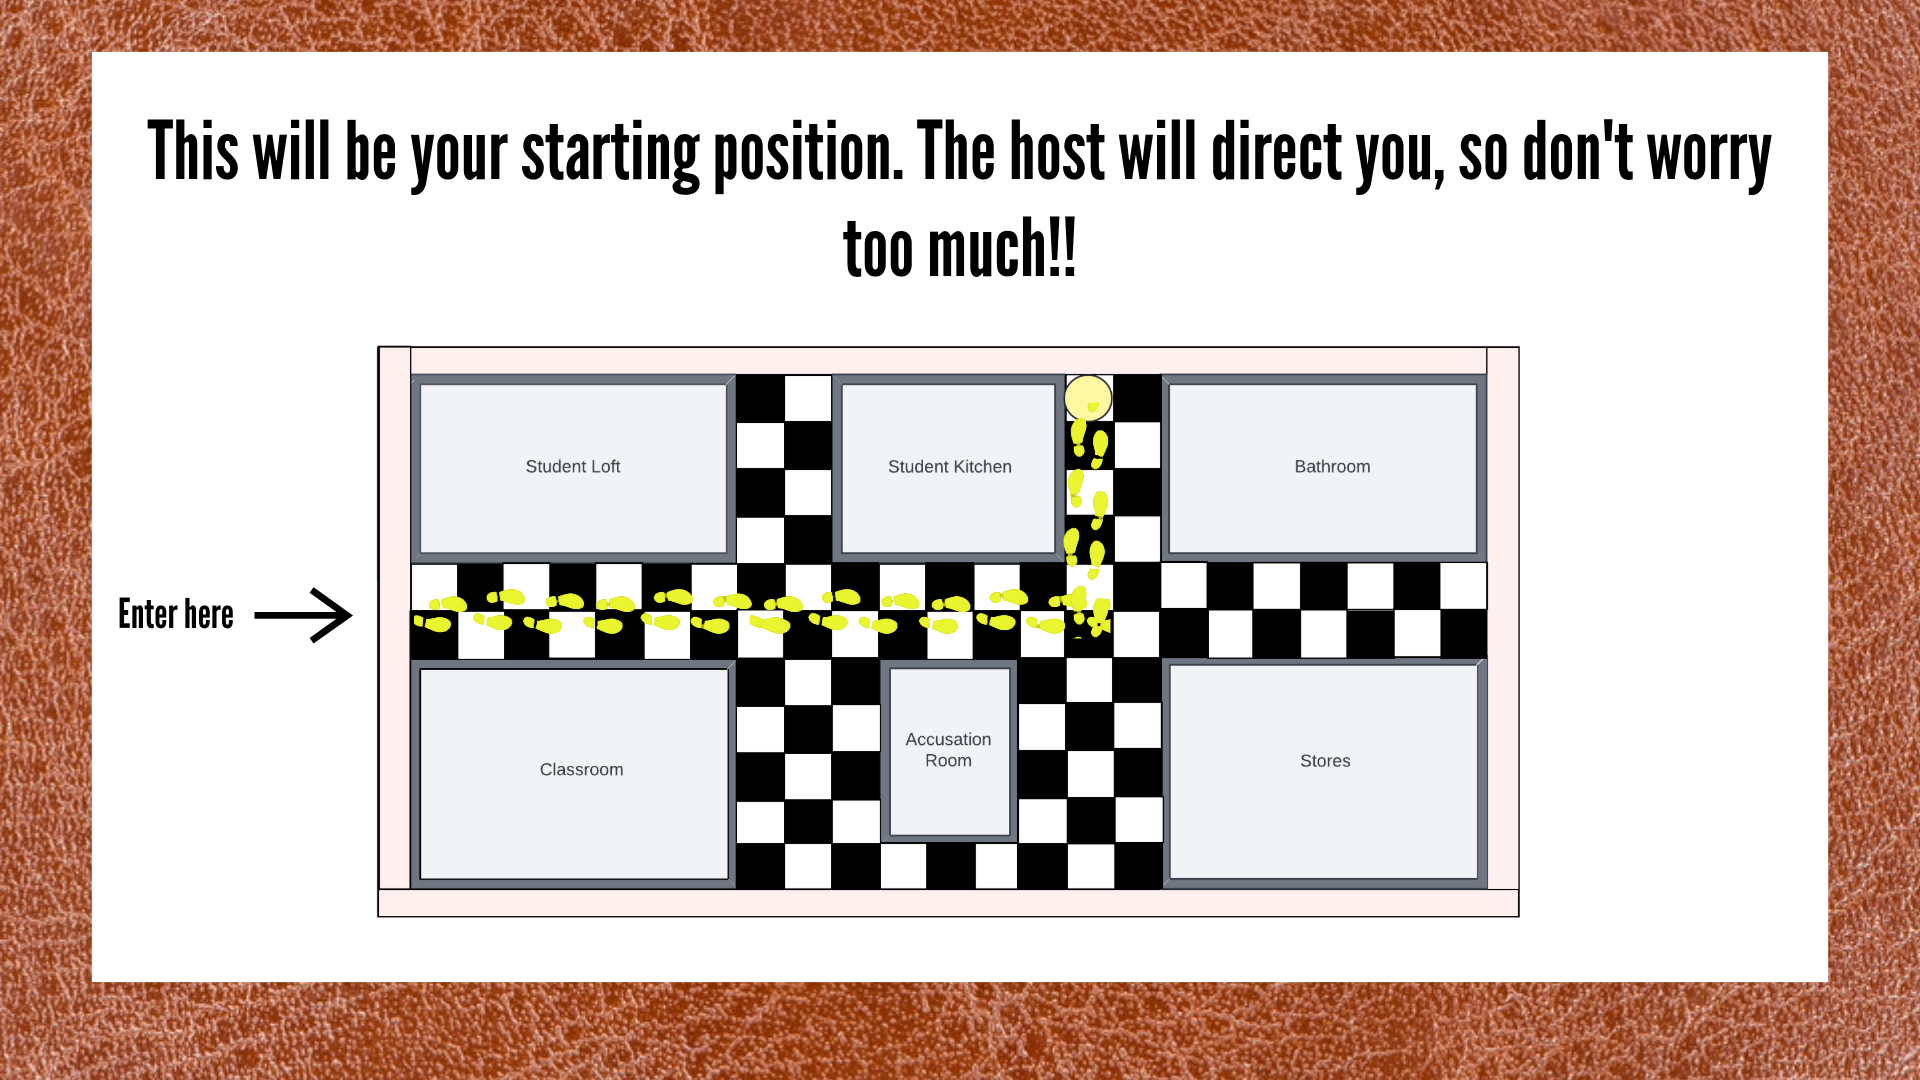 This will be your starting position. The host will direct you, so don't worry
too much!!
Student Loft
Student Kitchen
Bathroom
Enter here
Classroom
Accusation
Room
Stores